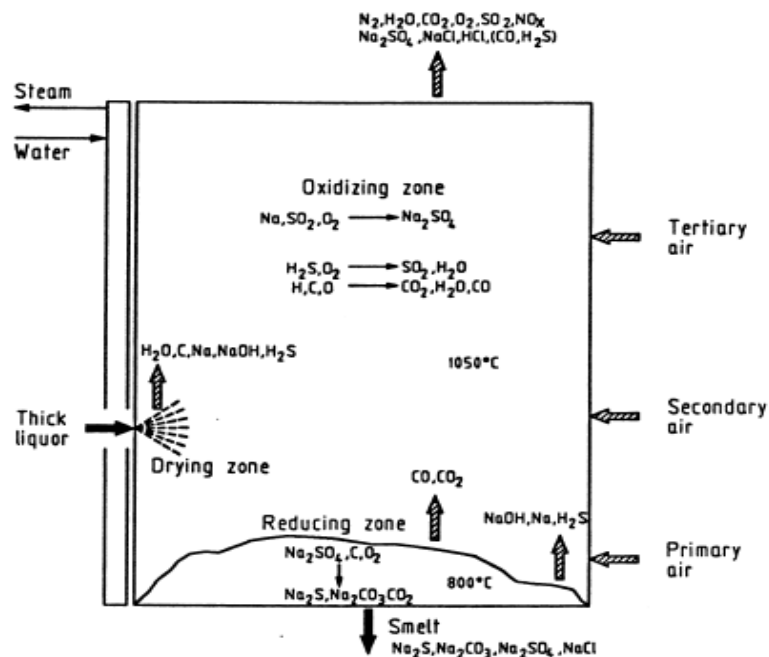 N₂,H₂O,CO₂,O₂,SO₂,NOx
Na₂SO₄,NaCl,HCl,(CO,H₂S)
Steam
Water
Oxidizing zone
Na,SO₂,O₂ → Na₂SO₄
H₂S,O₂ → SO₂,H₂O
H,C,O → CO₂,H₂O,CO
Tertiary
air
H₂O,C,Na,NaOH,H₂S
1050°C
Thick
liquor
Secondary
air
Drying zone
CO,CO₂
NaOH,Na,H₂S
Reducing zone
Na₂SO₄,C,O₂
Primary
air
800°C
Na₂S,Na₂CO₃CO₂
Smelt
Na₂S,Na₂CO₃,Na₂SO₄,NaCl